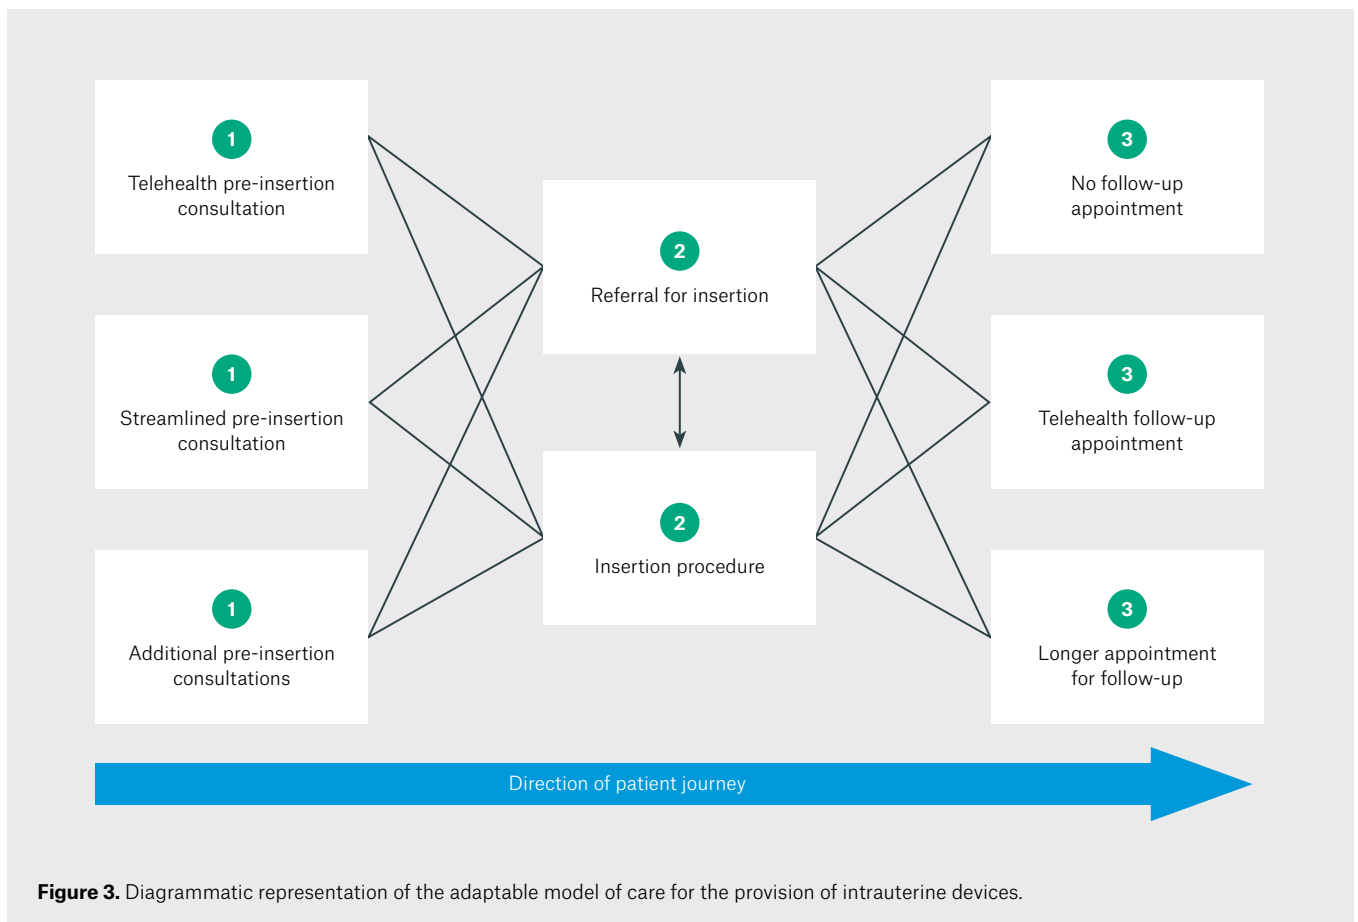 1
Telehealth pre-insertion
consultation
1
Streamlined pre-insertion
consultation
1
Additional pre-insertion
consultations
2
Referral for insertion
2
Insertion procedure
3
No follow-up
appointment
3
Telehealth follow-up
appointment
3
Longer appointment
for follow-up
Direction of patient journey
Figure 3. Diagrammatic representation of the adaptable model of care for the provision of intrauterine devices.